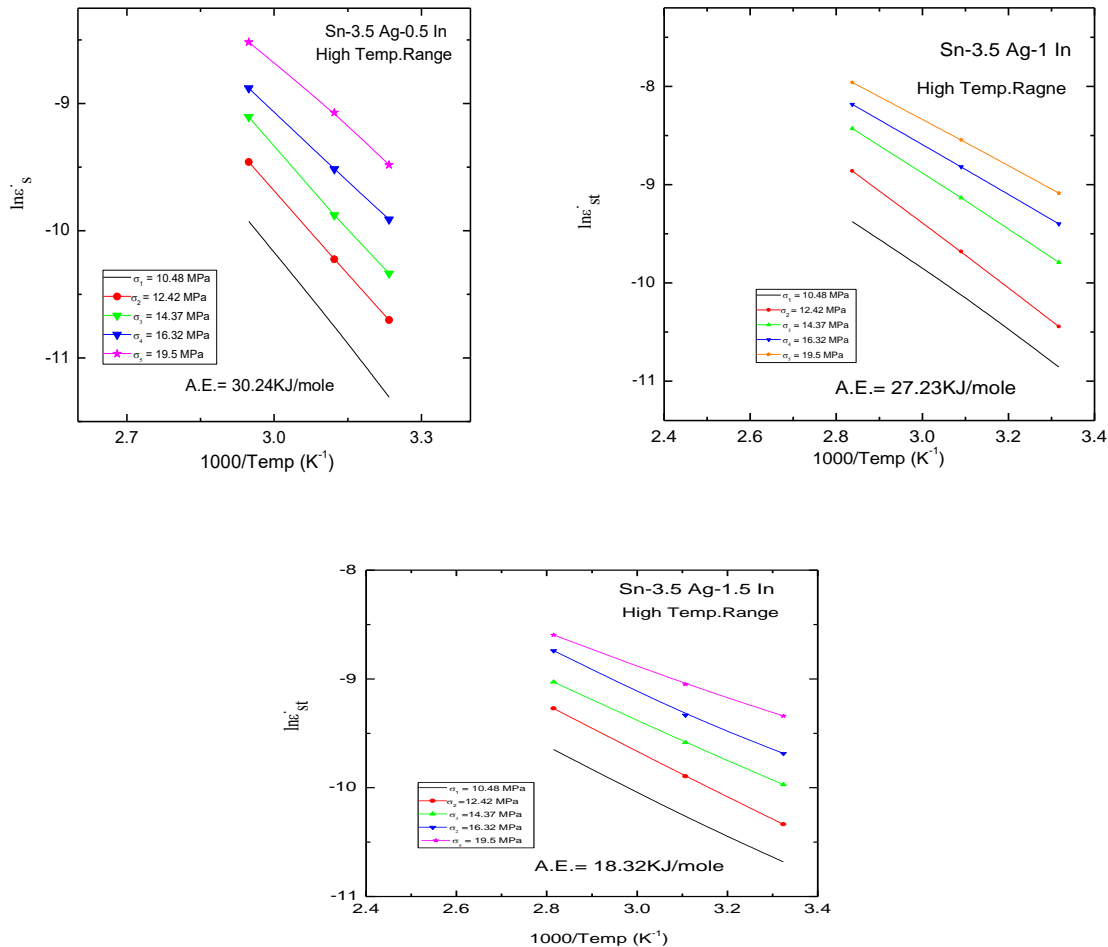 Sn-3.5 Ag-0.5 In
High Temp.Range
-9
-10
-11
lnε˙s
σ1 = 10.48 MPa
σ2 = 12.42 MPa
σ3 = 14.37 MPa
σ4 = 16.32 MPa
σ5 = 19.5 MPa
A.E.= 30.24KJ/mole
2.7 3.0 3.3
1000/Temp (K-1)
Sn-3.5 Ag-1 In
High Temp.Ragne
-7
-8
-9
-10
-11
lnε˙st
σ1 = 10.48 MPa
σ2 = 12.42 MPa
σ3 = 14.37 MPa
σ4 = 16.32 MPa
σ5 = 19.5 MPa
A.E.= 27.23KJ/mole
2.4 2.6 2.8 3.0 3.2 3.4
1000/Temp (K-1)
Sn-3.5 Ag-1.5 In
High Temp.Range
-8
-9
-10
-11
lnε˙st
σ1 = 10.48 MPa
σ2 =12.42 MPa
σ3 =14.37 MPa
=16.32 MPa
= 19.5 MPa
A.E.= 18.32KJ/mole
2.4 2.6 2.8 3.0 3.2 3.4
1000/Temp (K-1)